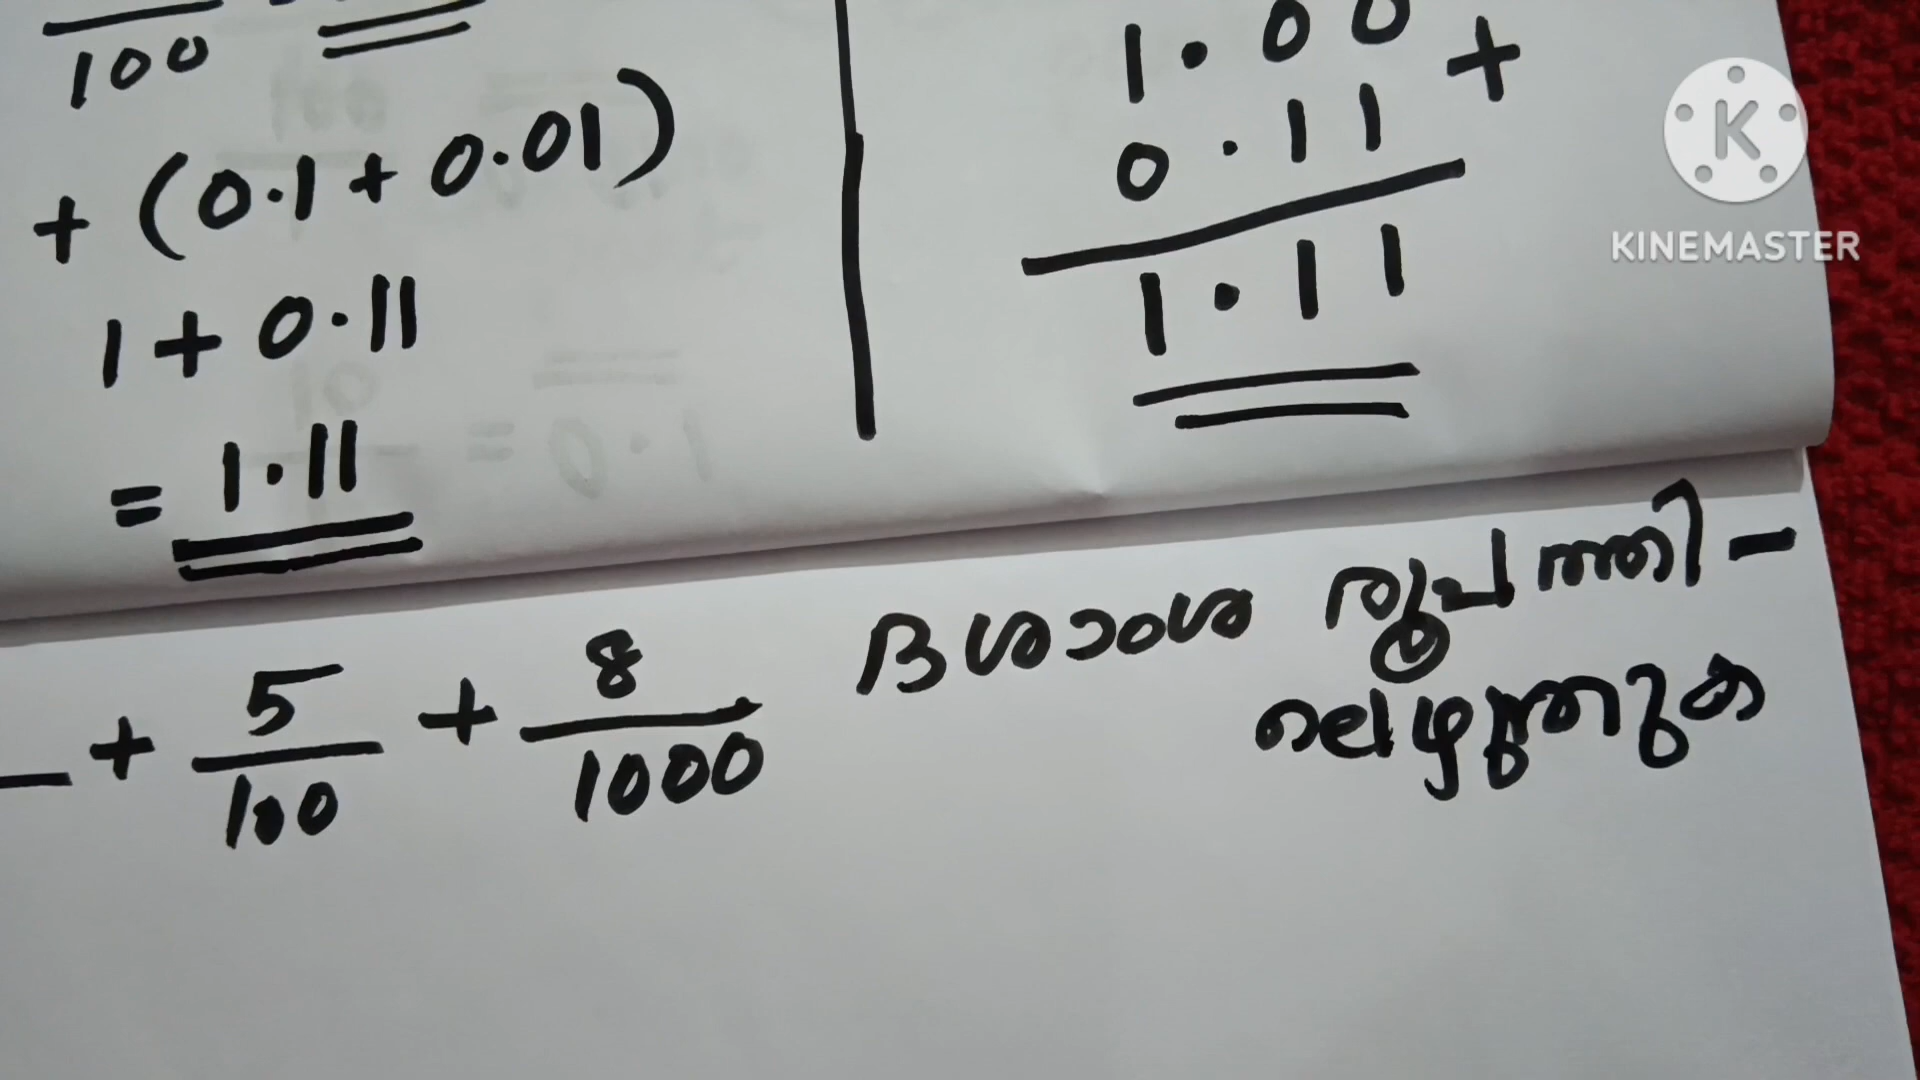 100
+ (0.1 + 0.01)
1 + 0.11
= 1.11
1.00 +
0.11
1.11
+ 5/100 + 8/1000 ദശാംശ രൂപത്തി-
ലെഴുതുക
KINEMASTER